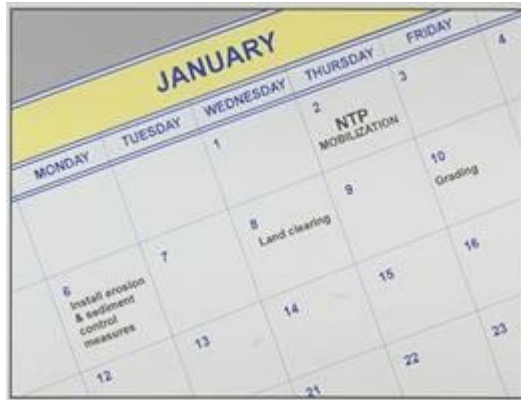 JANUARY
MONDAY TUESDAY WEDNESDAY THURSDAY FRIDAY
1 2 3 4
NTP
MOBILIZATION
6 7 8 9 10
Install erosion
& sediment
control
measures
Land clearing
Grading
12 13 14 15 16
21 22 23